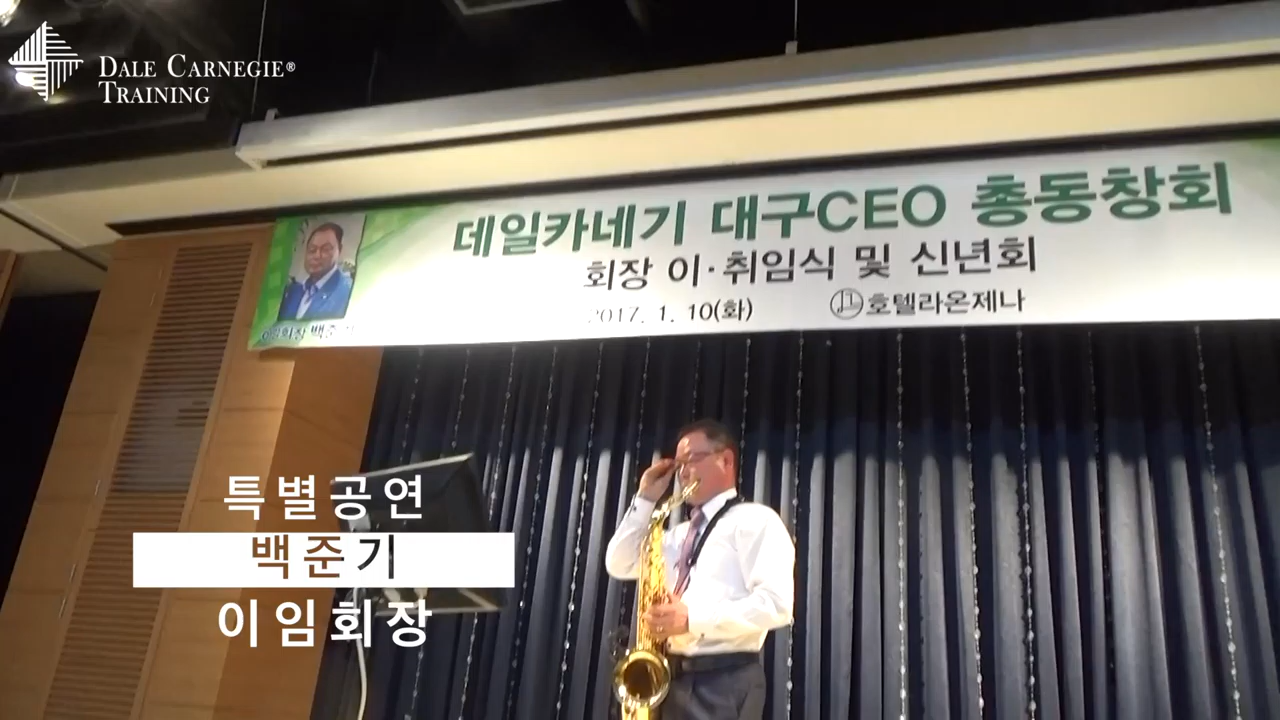 DALE CARNEGIE®
TRAINING
데일카네기 대구CEO 총동창회
회장 이·취임식 및 신년회
2017. 1. 10(화)
호텔라온제나
특별공연
백준기
이임회장